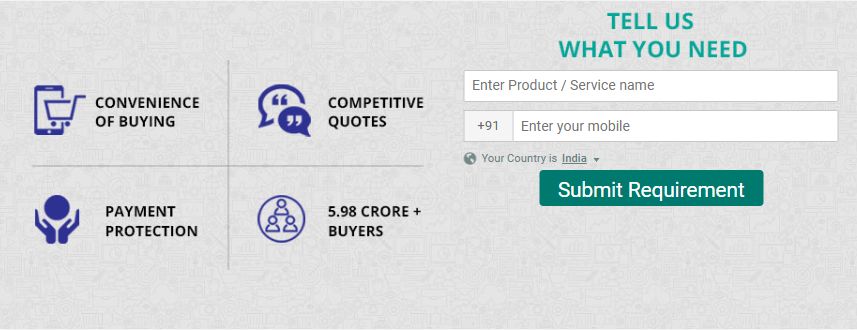 CONVENIENCE
OF BUYING
COMPETITIVE
QUOTES
PAYMENT
PROTECTION
5.98 CRORE +
BUYERS
TELL US
WHAT YOU NEED
Enter Product / Service name
+91 Enter your mobile
Your Country is India
Submit Requirement